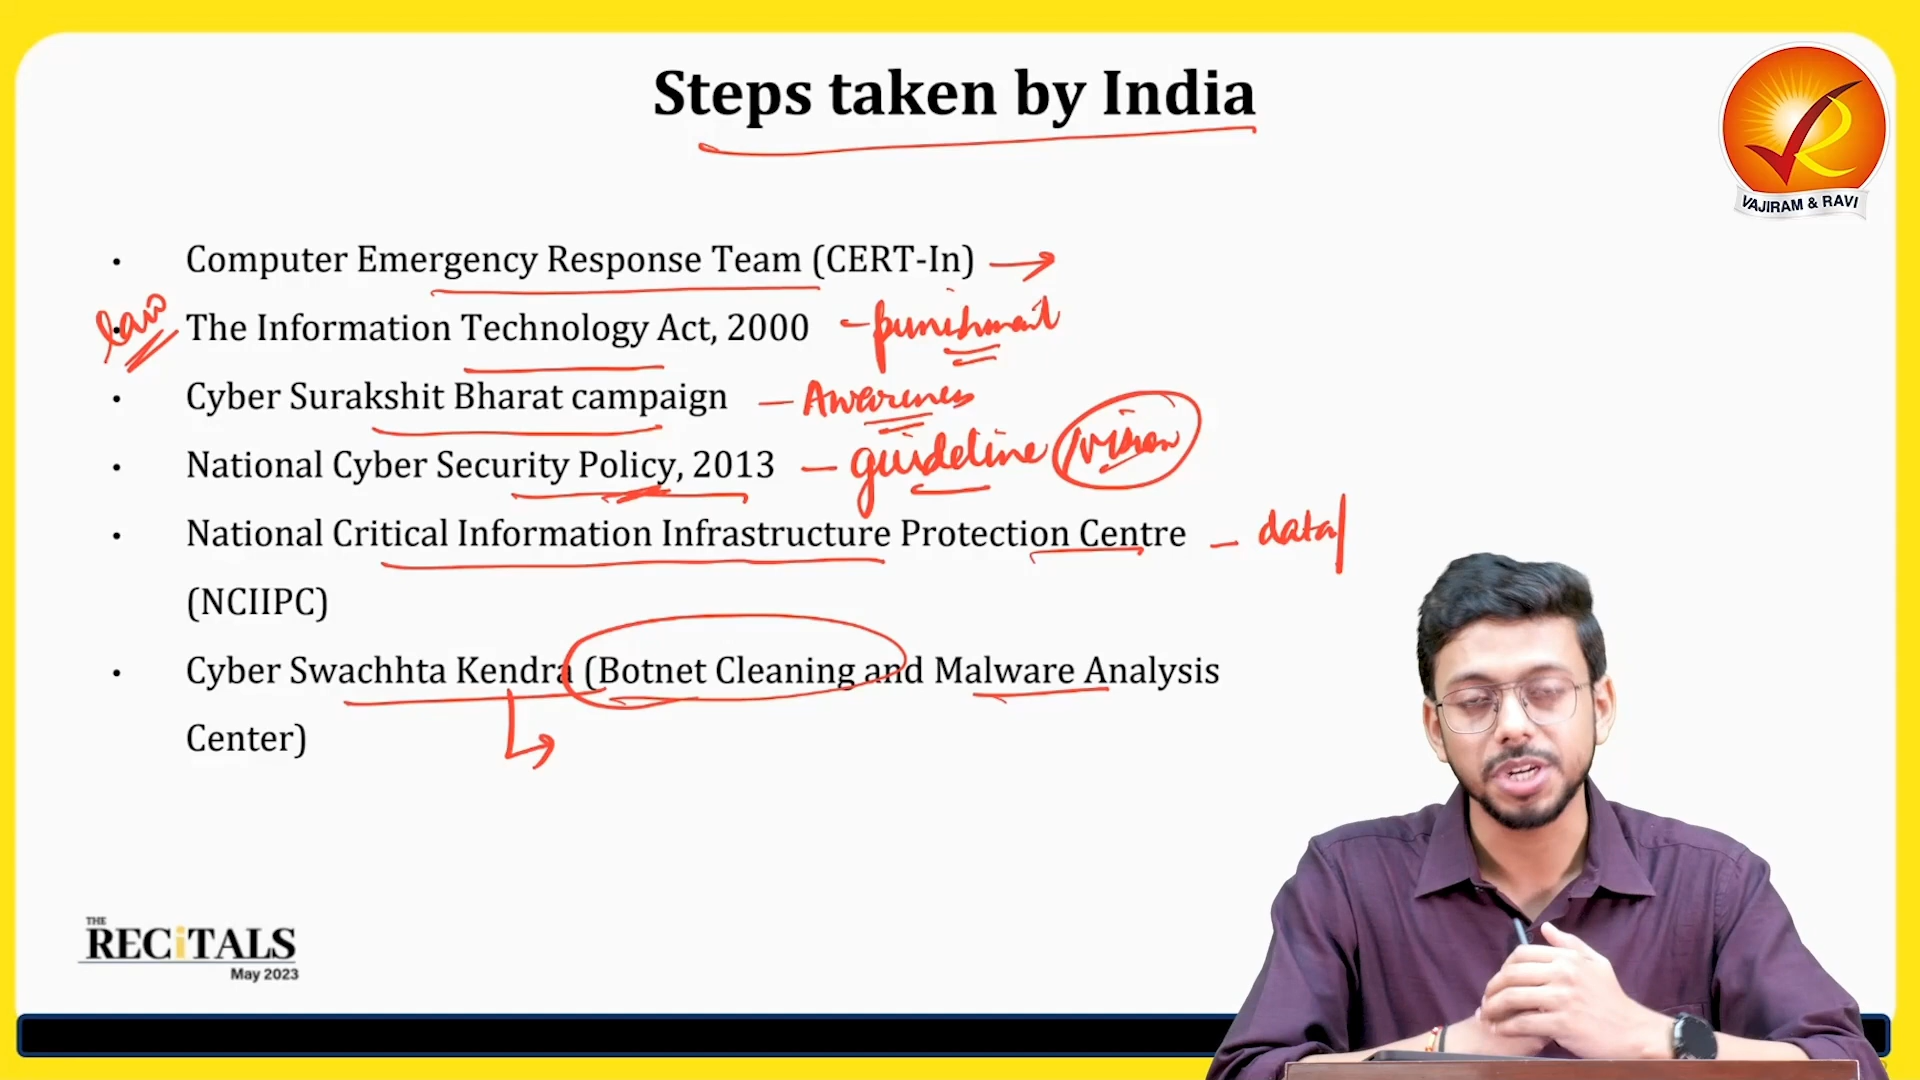 Steps taken by India
VAJIRAM & RAVI
• Computer Emergency Response Team (CERT-In)
law
• The Information Technology Act, 2000 - punishment
• Cyber Surakshit Bharat campaign - Awareness
• National Cyber Security Policy, 2013 - guideline /vision
• National Critical Information Infrastructure Protection Centre - data/
(NCIIPC)
• Cyber Swachhta Kendra (Botnet Cleaning and Malware Analysis
Center)
THE
RECiTALS
May 2023